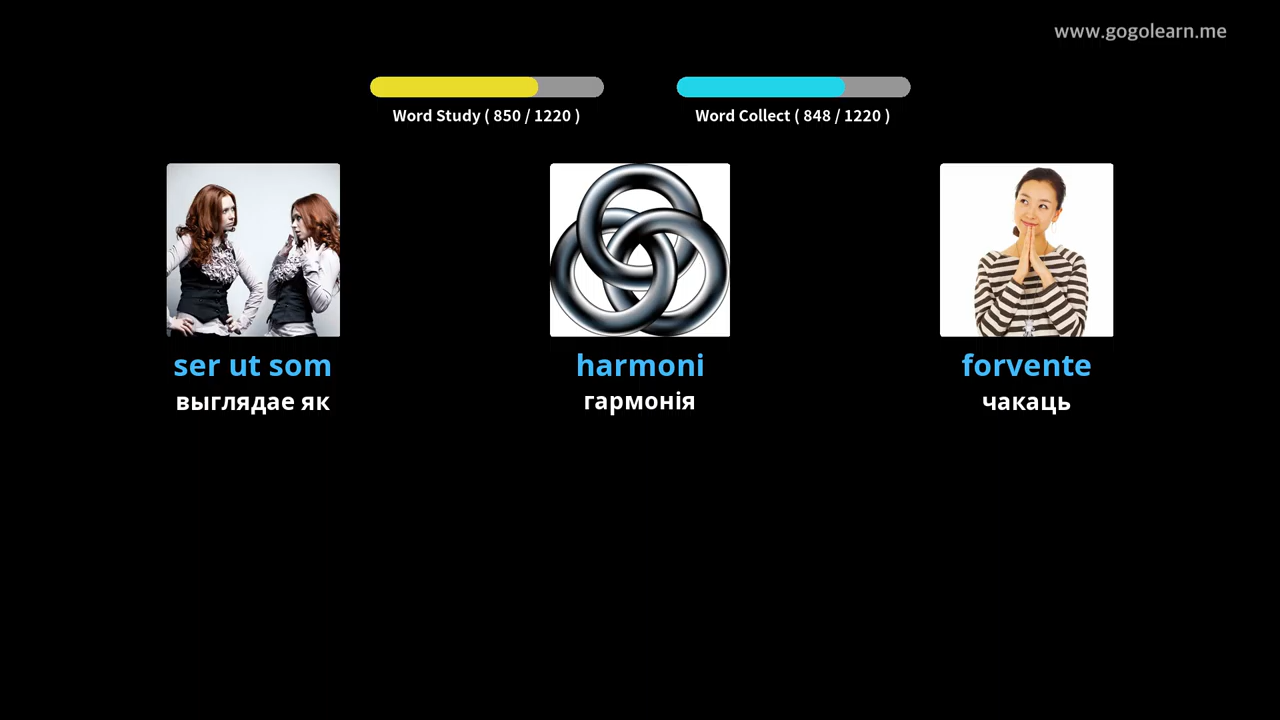 www.gogolearn.me
Word Study ( 850 / 1220 )
Word Collect ( 848 / 1220 )
ser ut som
harmoni
forvente
выглядае як
гармонія
чакаць